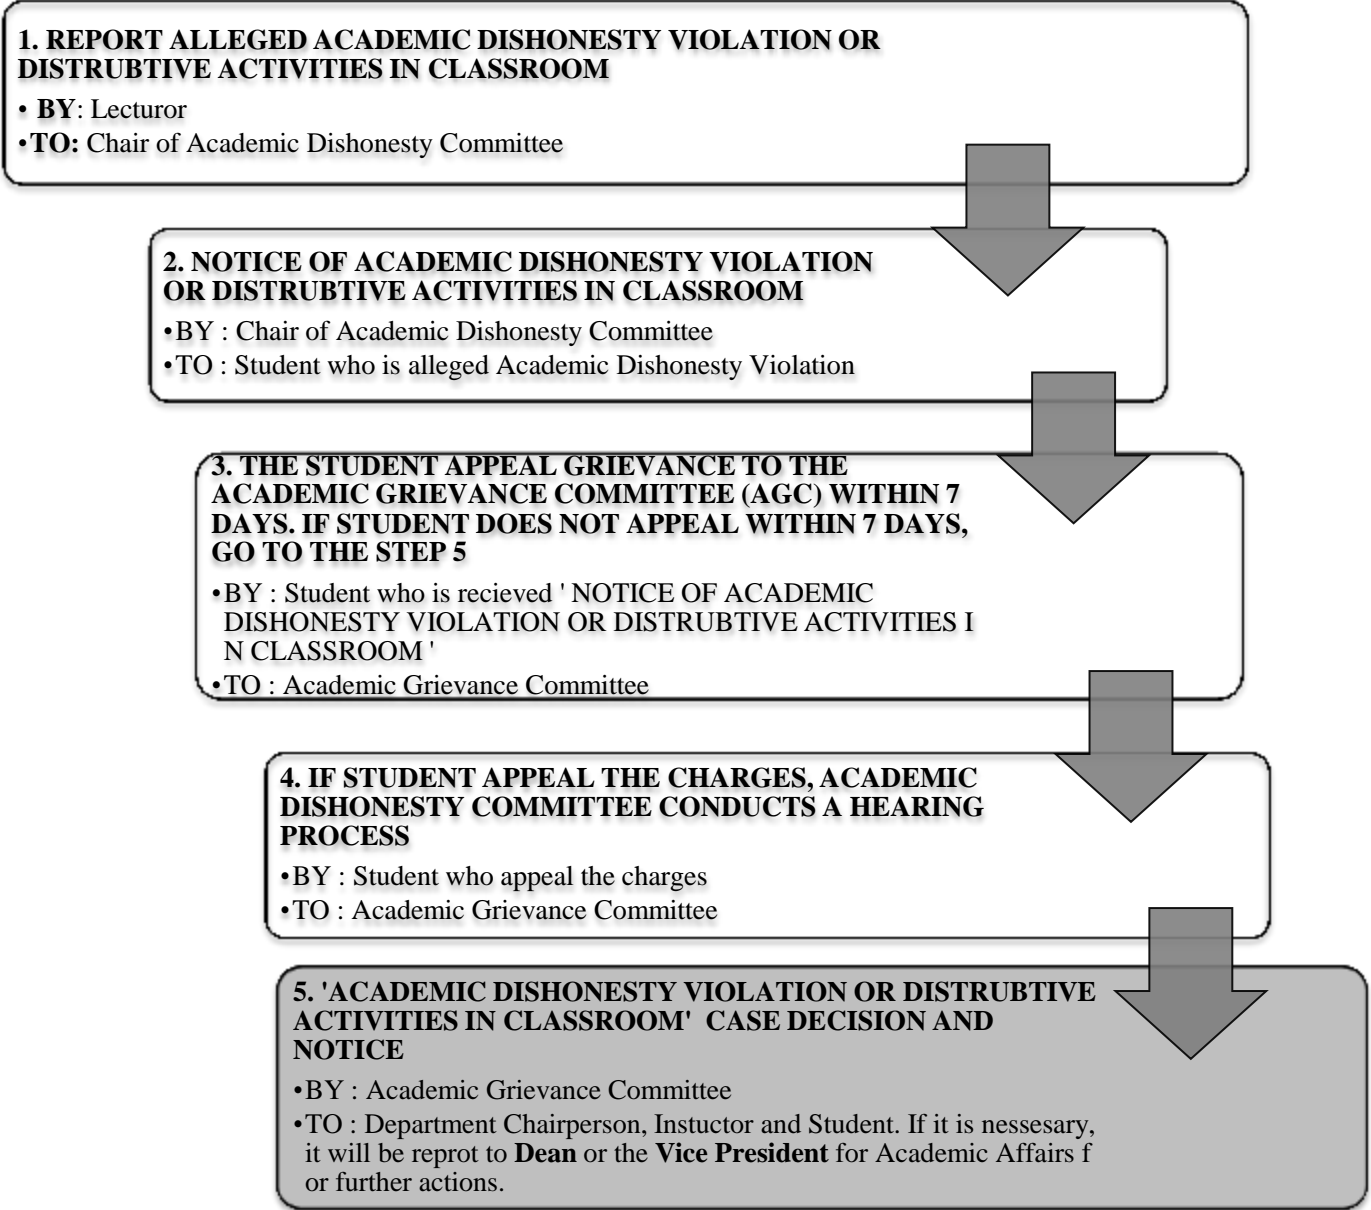 1. REPORT ALLEGED ACADEMIC DISHONESTY VIOLATION OR
DISTRUBTIVE ACTIVITIES IN CLASSROOM
• BY: Lecturor
•TO: Chair of Academic Dishonesty Committee
2. NOTICE OF ACADEMIC DISHONESTY VIOLATION
OR DISTRUBTIVE ACTIVITIES IN CLASSROOM
•BY : Chair of Academic Dishonesty Committee
•TO : Student who is alleged Academic Dishonesty Violation
3. THE STUDENT APPEAL GRIEVANCE TO THE
ACADEMIC GRIEVANCE COMMITTEE (AGC) WITHIN 7
DAYS. IF STUDENT DOES NOT APPEAL WITHIN 7 DAYS,
GO TO THE STEP 5
•BY : Student who is recieved ' NOTICE OF ACADEMIC
DISHONESTY VIOLATION OR DISTRUBTIVE ACTIVITIES I
N CLASSROOM '
•TO : Academic Grievance Committee
4. IF STUDENT APPEAL THE CHARGES, ACADEMIC
DISHONESTY COMMITTEE CONDUCTS A HEARING
PROCESS
•BY : Student who appeal the charges
•TO : Academic Grievance Committee
5. 'ACADEMIC DISHONESTY VIOLATION OR DISTRUBTIVE
ACTIVITIES IN CLASSROOM' CASE DECISION AND
NOTICE
•BY : Academic Grievance Committee
•TO : Department Chairperson, Instuctor and Student. If it is nessesary,
it will be reprot to Dean or the Vice President for Academic Affairs f
or further actions.